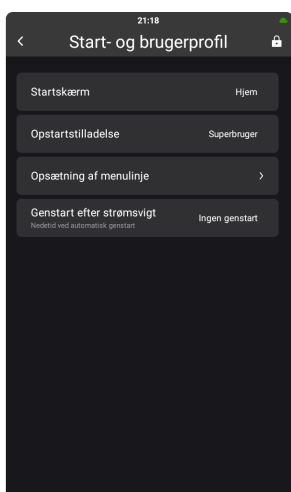 21:18
Start- og brugerprofil
Startskærm Hjem
Opstartstilladelse Superbruger
Opsætning af menulinje
Genstart efter strømsvigt Ingen genstart
Nedetid ved automatisk genstart